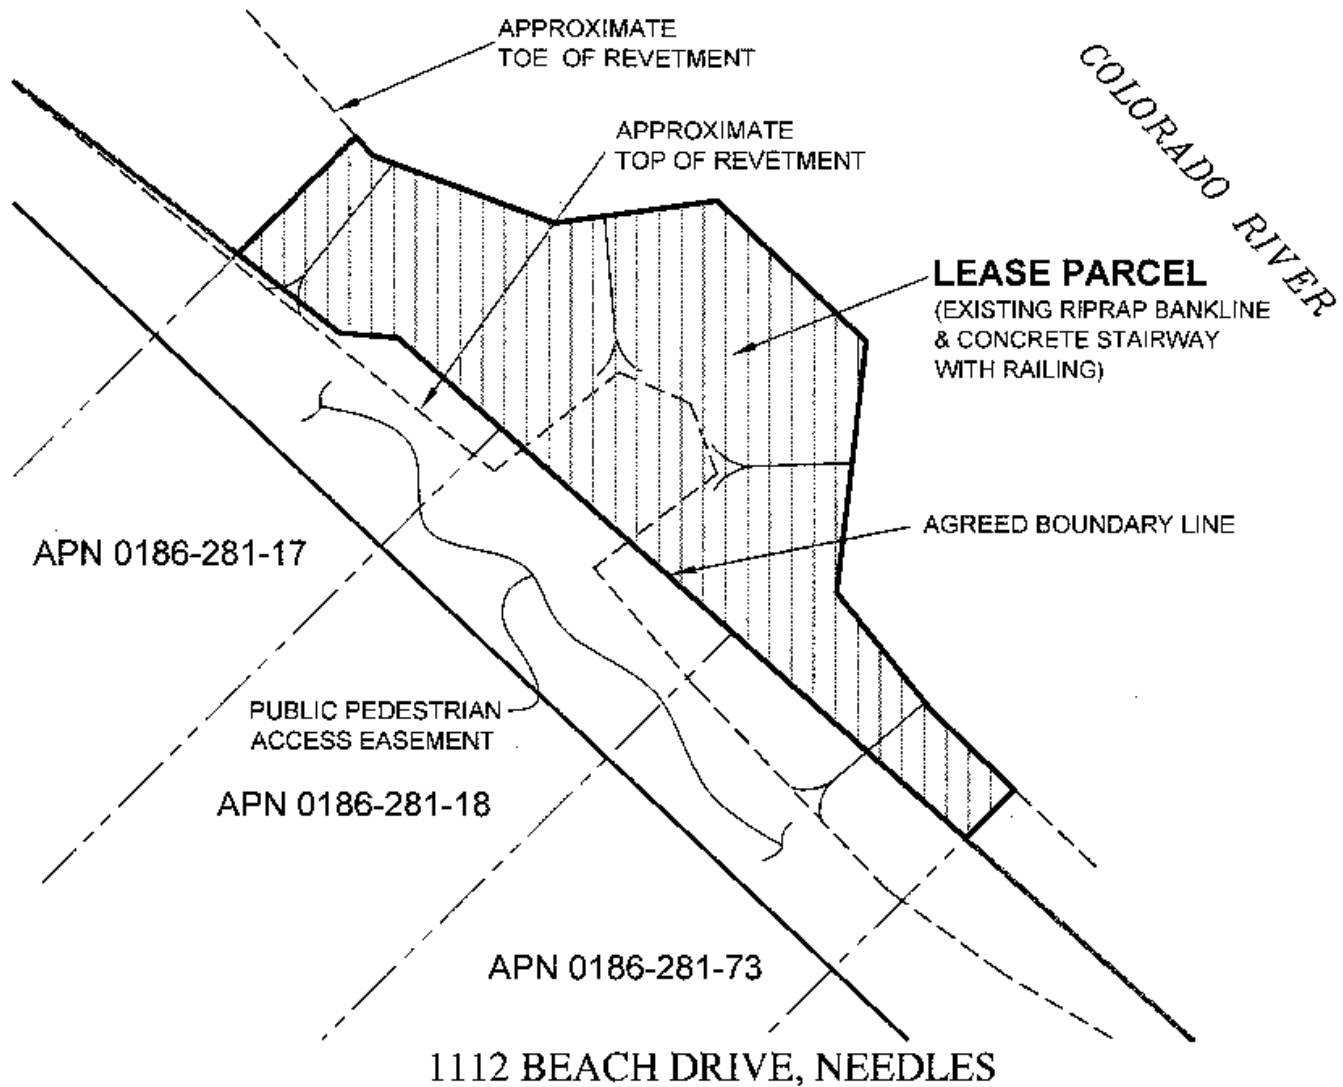 APPROXIMATE
TOE OF REVETMENT
COLORADO RIVER
APPROXIMATE
TOP OF REVETMENT
LEASE PARCEL
(EXISTING RIPRAP BANKLINE
& CONCRETE STAIRWAY
WITH RAILING)
AGREED BOUNDARY LINE
APN 0186-281-17
PUBLIC PEDESTRIAN
ACCESS EASEMENT
APN 0186-281-18
APN 0186-281-73
1112 BEACH DRIVE, NEEDLES